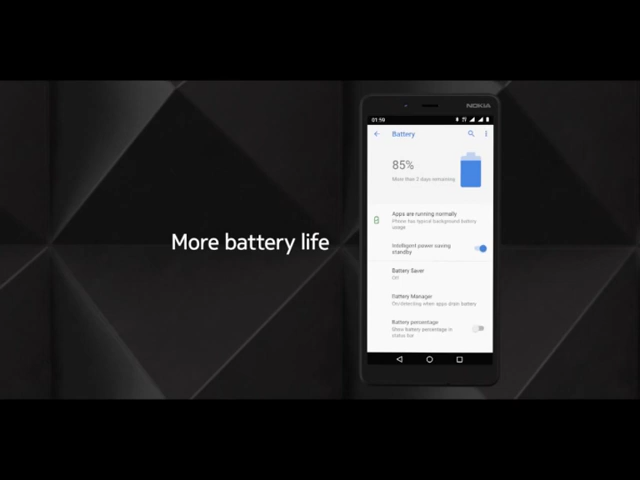 NOKIA
01:59
Battery
85%
More than 2 days remaining
Apps are running normally
Phone has typical background battery
usage
More battery life
Intelligent power saving
standby
Battery Saver
Off
Battery Manager
On/detecting when apps drain battery
Battery percentage
Show battery percentage in
status bar